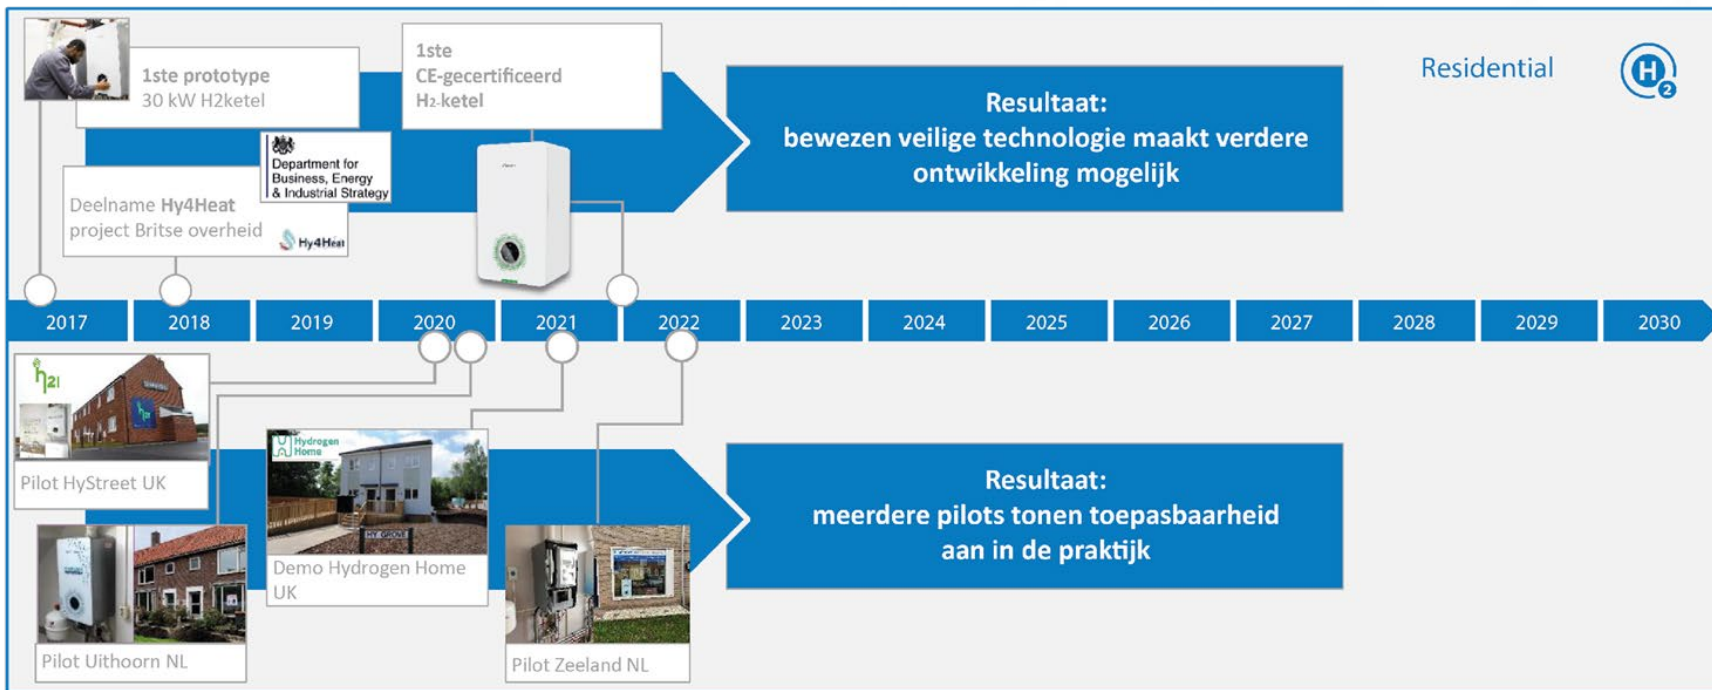 1ste prototype
30 kW H2ketel
1ste
CE-gecertificeerd
H2-ketel
Residential
H2
Resultaat:
bewezen veilige technologie maakt verdere
ontwikkeling mogelijk
Department for
Business, Energy
& Industrial Strategy
Deelname Hy4Heat
project Britse overheid
Hy4Heat
2017
2018
2019
2020
2021
2022
2023
2024
2025
2026
2027
2028
2029
2030
h21
Pilot HyStreet UK
Hydrogen
Home
HY GROVE
Demo Hydrogen Home
UK
Resultaat:
meerdere pilots tonen toepasbaarheid
aan in de praktijk
Pilot Uithoorn NL
Pilot Zeeland NL